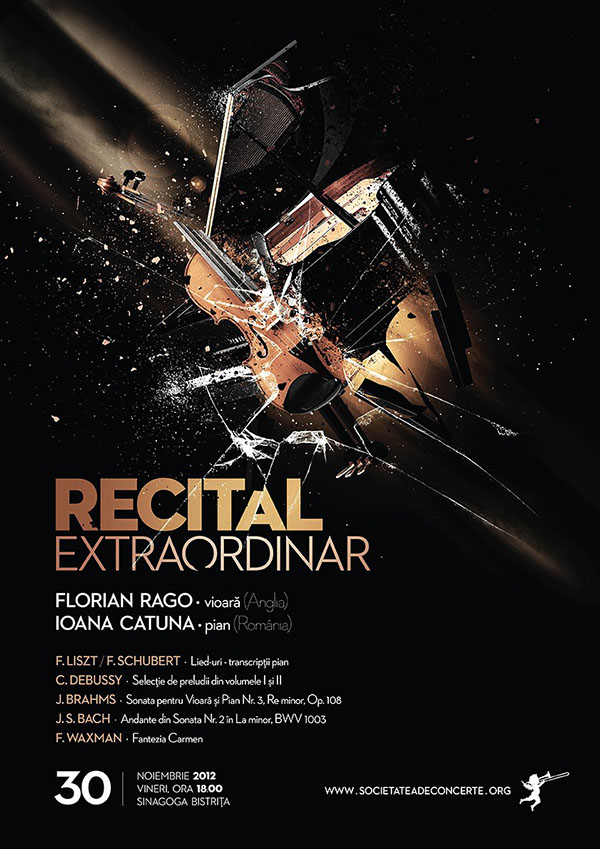 RECITAL
EXTRAORDINAR
FLORIAN RAGO • vioară (Anglia)
IOANA CATUNA • pian (România)
F. LISZT / F. SCHUBERT · Lied-uri - transcripții pian
C. DEBUSSY · Selecție de preludii din volumele I și II
J. BRAHMS · Sonata pentru Vioară și Pian Nr. 3, Re minor, Op. 108
J. S. BACH · Andante din Sonata Nr. 2 în La minor, BWV 1003
F. WAXMAN · Fantezia Carmen
30
NOIEMBRIE 2012
VINERI, ORA 18:00
SINAGOGA BISTRIȚA
WWW.SOCIETATEADECONCERTE.ORG